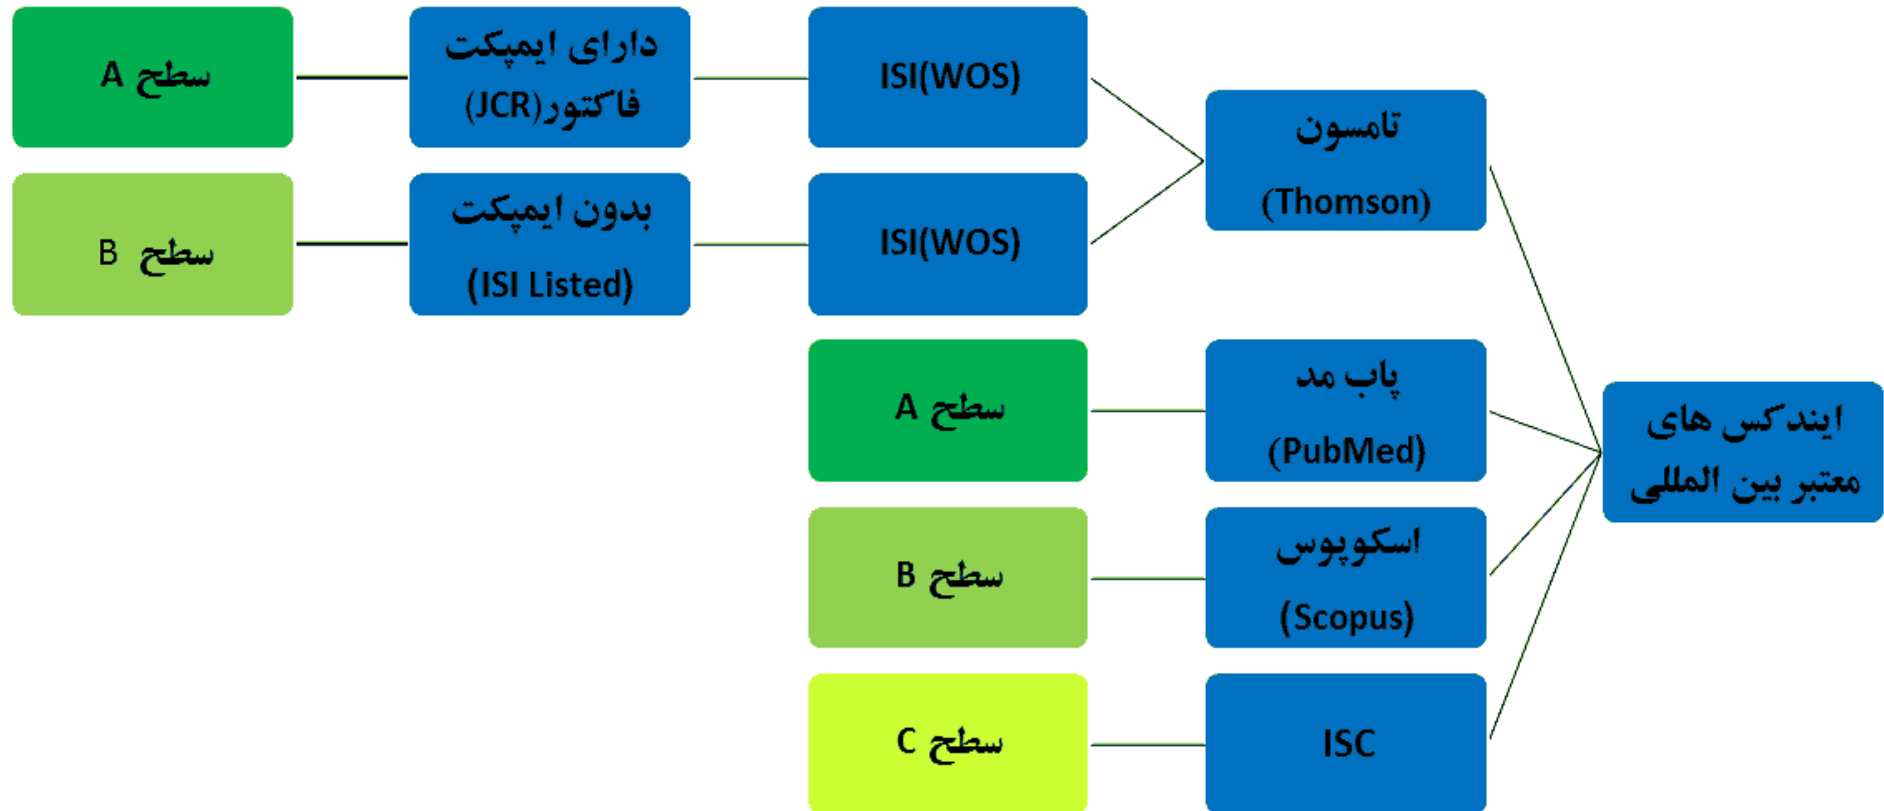 ایندکس های
معتبر بین المللی
تامسون
(Thomson)
ISI(WOS)
دارای ایمپکت
فاکتور(JCR)
سطح A
ISI(WOS)
بدون ایمپکت
(ISI Listed)
سطح B
پاب مد
(PubMed)
سطح A
اسکوپوس
(Scopus)
سطح B
ISC
سطح C